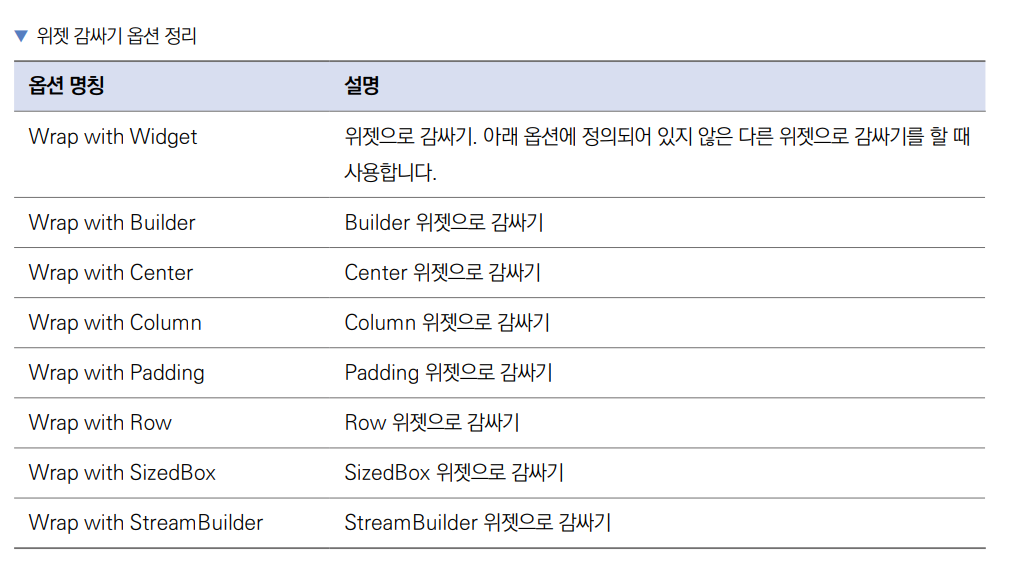 ▼ 위젯 감싸기 옵션 정리
옵션 명칭 설명
Wrap with Widget 위젯으로 감싸기. 아래 옵션에 정의되어 있지 않은 다른 위젯으로 감싸기를 할 때
사용합니다.
Wrap with Builder Builder 위젯으로 감싸기
Wrap with Center Center 위젯으로 감싸기
Wrap with Column Column 위젯으로 감싸기
Wrap with Padding Padding 위젯으로 감싸기
Wrap with Row Row 위젯으로 감싸기
Wrap with SizedBox SizedBox 위젯으로 감싸기
Wrap with StreamBuilder StreamBuilder 위젯으로 감싸기